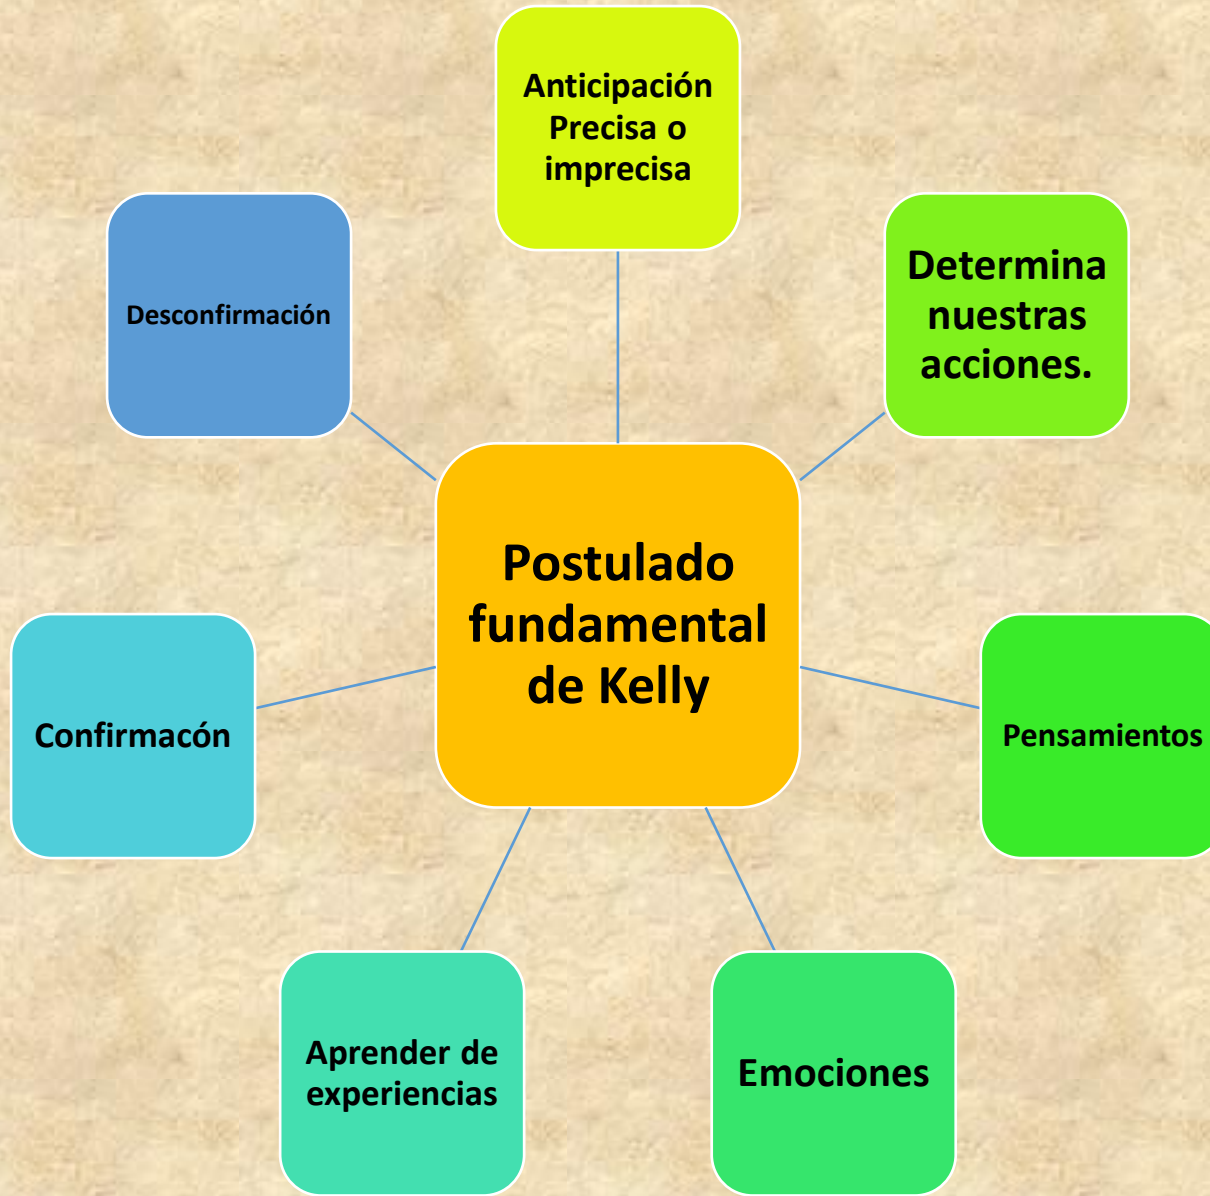 Anticipación
Precisa o
imprecisa
Determina
nuestras
acciones.
Desconfirmación
Postulado
fundamental
de Kelly
Confirmacón
Pensamientos
Aprender de
experiencias
Emociones